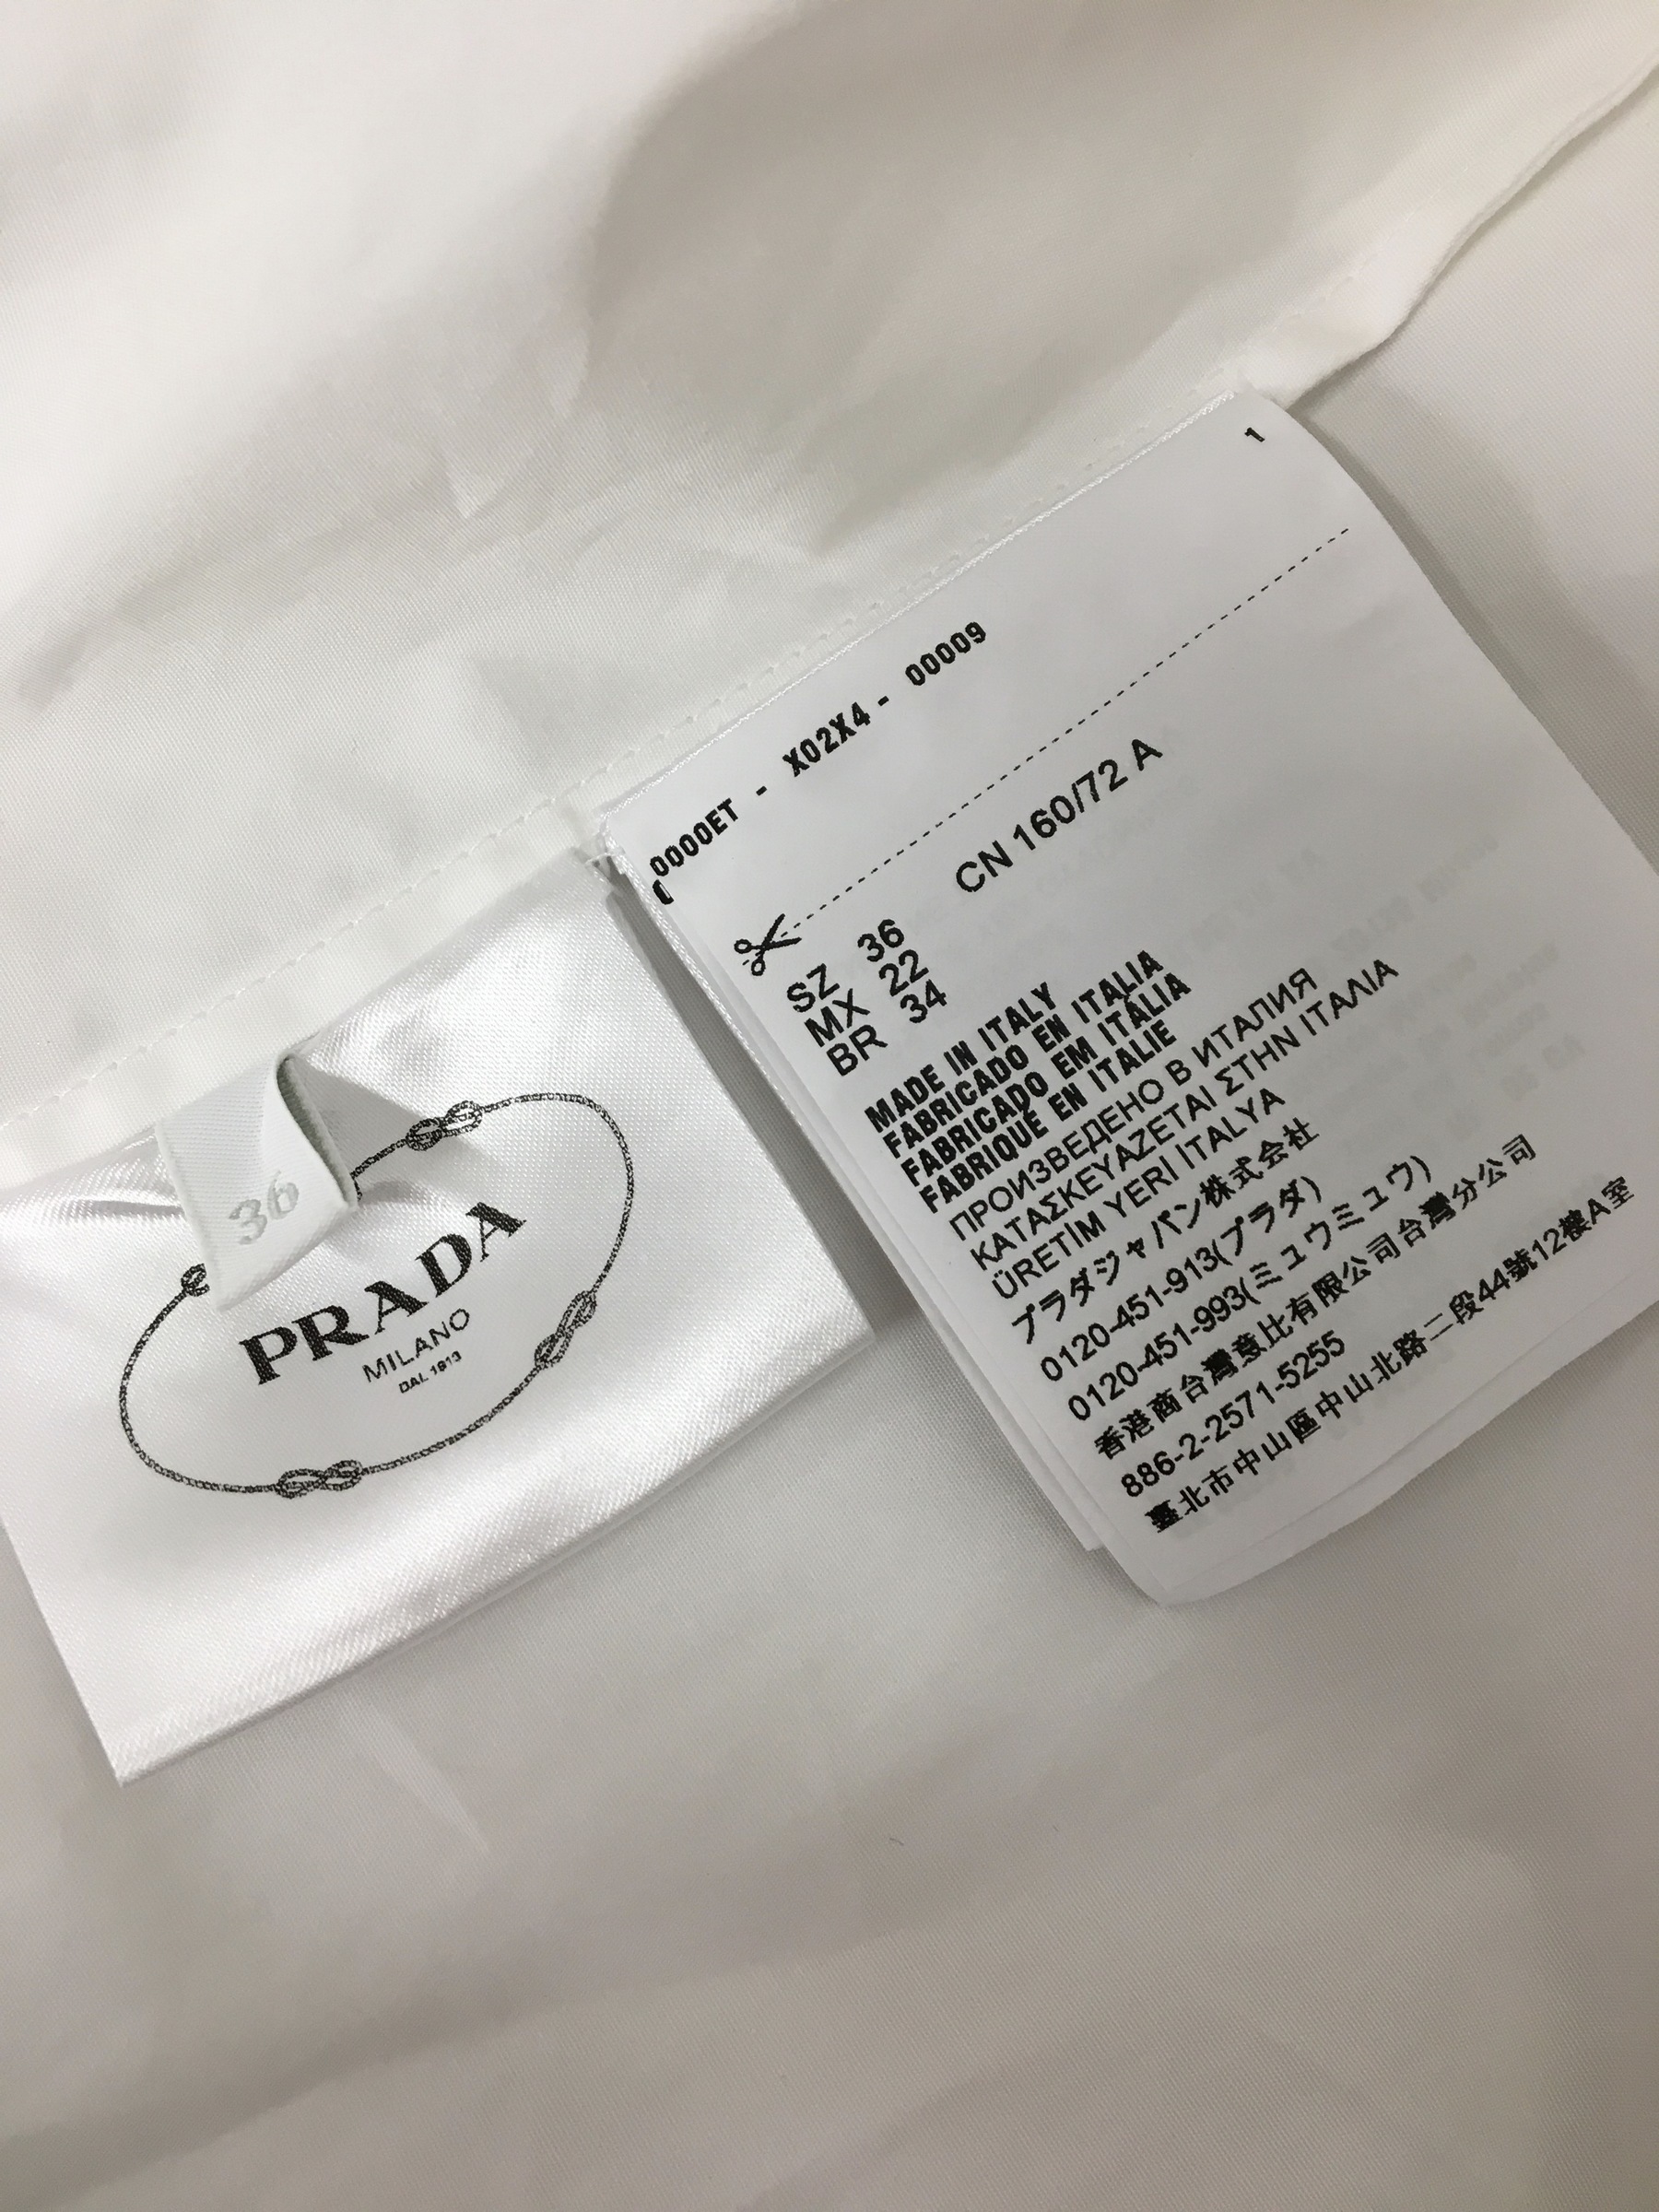 36
PRADA
MILANO
DAL 1913
1
0000ET - X02X4 - 00009
CN 160/72 A
SZ 36
MX 22
BR 34
MADE IN ITALY
FABRICADO EN ITALIA
FABRICADO EM ITÁLIA
FABRIQUÉ EN ITALIE
ПРОИЗВЕДЕНО В ИТАЛИЯ
ΚΑΤΑΣΚΕYΑZΕΤΑΙ ΣΤΗΝ ΙΤΑΛΙΑ
ÜRETİM YERİ İTALYA
プラダジャパン株式会社
0120-451-913(プラダ)
0120-451-993(ミュウミュウ)
香港商台灣意比有限公司台灣分公司
886-2-2571-5255
臺北市中山區中山北路二段44號12樓A室